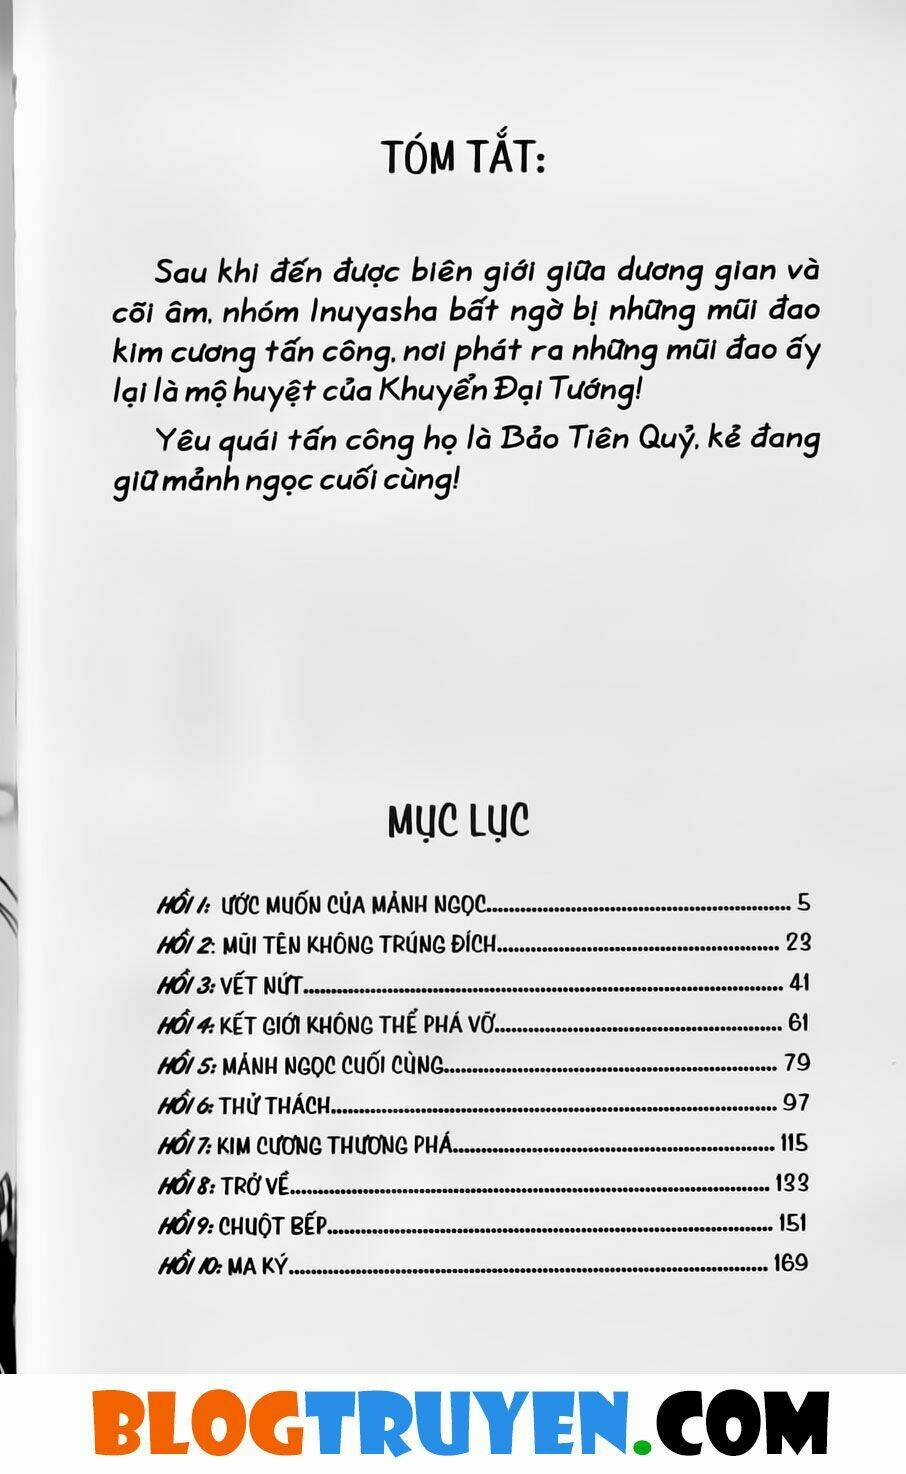 TÓM TẮT:
Sau khi đến được biên giới giữa dương gian và
cõi âm, nhóm Inuyasha bất ngờ bị những mũi đao
kim cương tấn công, nơi phát ra những mũi đao ấy
lại là mộ huyệt của Khuyển Đại Tướng!
Yêu quái tấn công họ là Bảo Tiên Quỷ, kẻ đang
giữ mảnh ngọc cuối cùng!
MỤC LỤC
HỒI 1: ƯỚC MUỐN CỦA MẢNH NGỌC 5
HỒI 2: MŨI TÊN KHÔNG TRÚNG ĐÍCH 23
HỒI 3: VẾT NỨT 41
HỒI 4: KẾT GIỚI KHÔNG THỂ PHÁ VỠ 61
HỒI 5: MẢNH NGỌC CUỐI CÙNG 79
HỒI 6: THỬ THÁCH 97
HỒI 7: KIM CƯƠNG THƯƠNG PHÁ 115
HỒI 8: TRỞ VỀ 133
HỒI 9: CHUỘT BẾP 151
HỒI 10: MA KÝ 169
BLOGTRUYEN.COM